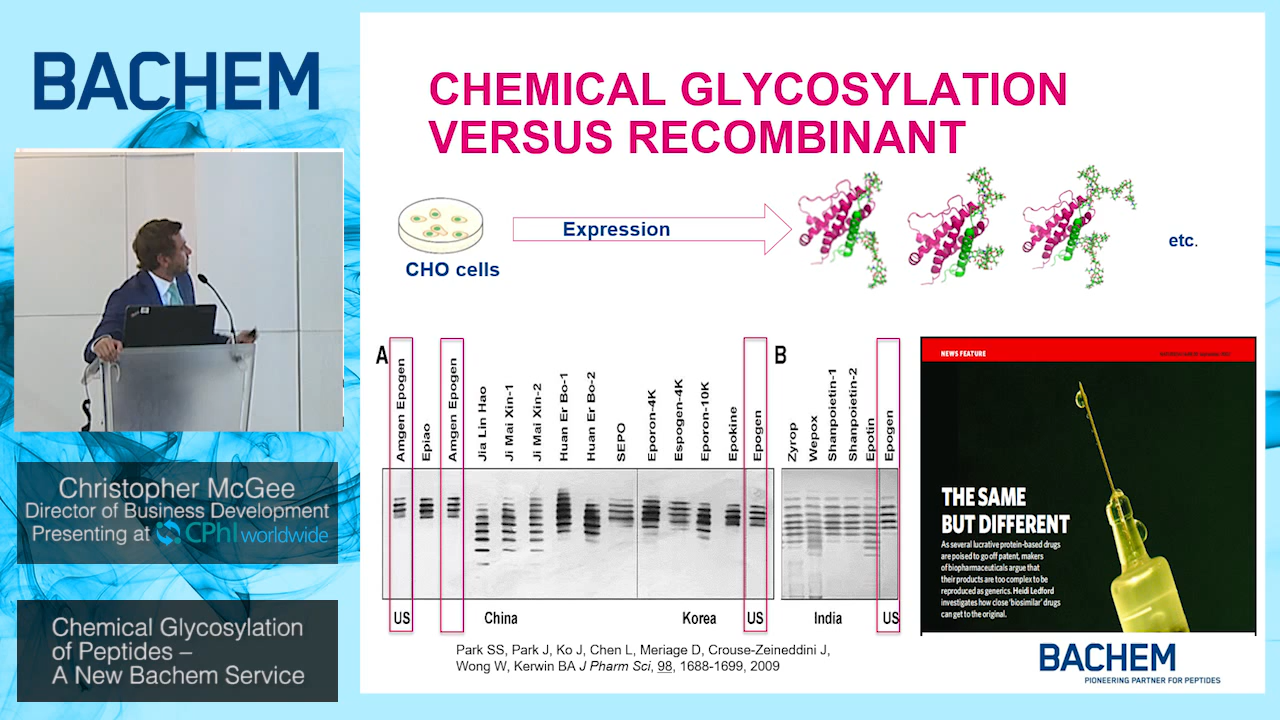 BACHEM
CHEMICAL GLYCOSYLATION
VERSUS RECOMBINANT
CHO cells
Expression
etc.
A
Amgen Epogen
Epiao
Amgen Epogen
Jia Lin Hao
Ji Mai Xin-1
Ji Mai Xin-2
Huan Er Bo-1
Huan Er Bo-2
SEPO
Eporon-4K
Espogen-4K
Eporon-10K
Epokine
Epogen
US
China
Korea
US
B
Zyrop
Wepox
Shanpoietin-1
Shanpoietin-2
Epotin
Epogen
India
US
NEWS FEATURE
THE SAME
BUT DIFFERENT
As several lucrative protein-based drugs
are poised to go off patent, makers
of biopharmaceuticals argue that
their products are too complex to be
reproduced as generics. Heidi Ledford
investigates how close 'biosimilar' drugs
can get to the original.
Park SS, Park J, Ko J, Chen L, Meriage D, Crouse-Zeineddini J,
Wong W, Kerwin BA J Pharm Sci, 98, 1688-1699, 2009
BACHEM
PIONEERING PARTNER FOR PEPTIDES
Christopher McGee
Director of Business Development
Presenting at CPhI worldwide
Chemical Glycosylation
of Peptides –
A New Bachem Service